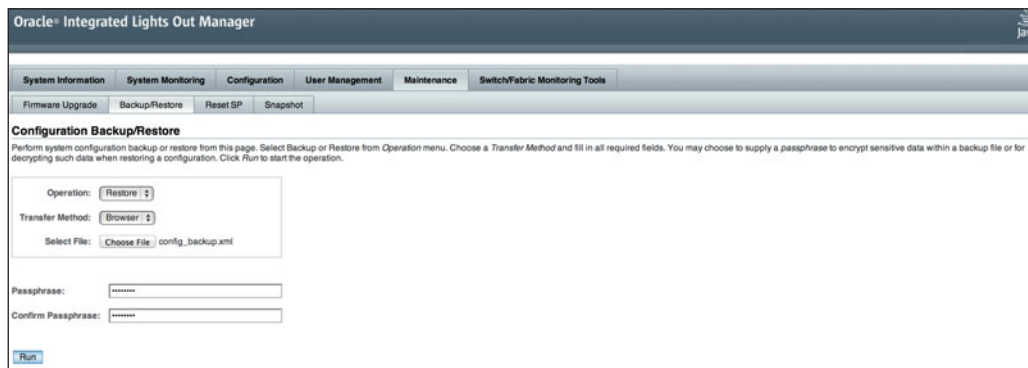 Oracle® Integrated Lights Out Manager
System Information System Monitoring Configuration User Management Maintenance Switch/Fabric Monitoring Tools
Firmware Upgrade Backup/Restore Reset SP Snapshot
Configuration Backup/Restore
Perform system configuration backup or restore from this page. Select Backup or Restore from Operation menu. Choose a Transfer Method and fill in all required fields. You may choose to supply a passphrase to encrypt sensitive data within a backup file or for
decrypting such data when restoring a configuration. Click Run to start the operation.
Operation: Restore
Transfer Method: Browser
Select File: Choose File config_backup.xml
Passphrase: ••••••••
Confirm Passphrase: ••••••••
Run